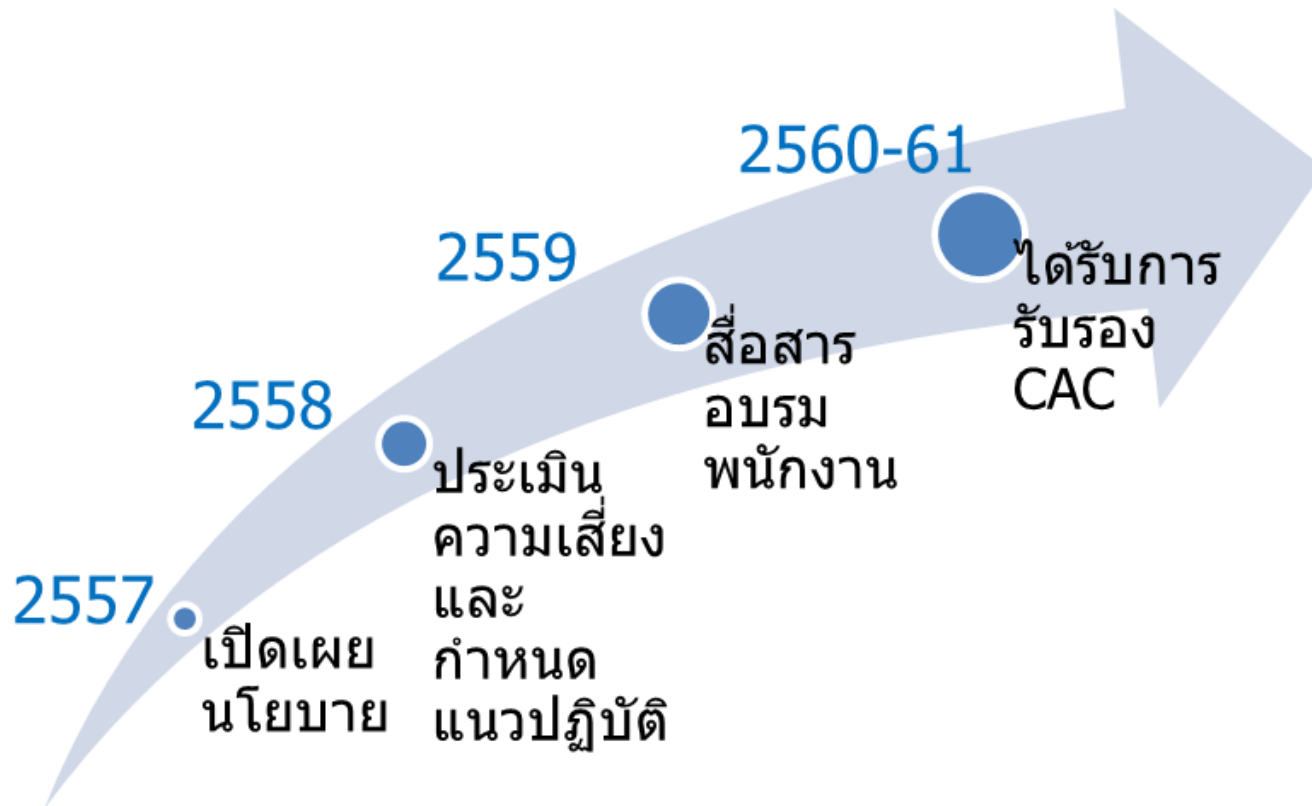 2557
เปิดเผย
นโยบาย
2558
ประเมิน
ความเสี่ยง
และ
กำหนด
แนวปฏิบัติ
2559
สื่อสาร
อบรม
พนักงาน
2560-61
ได้รับการ
รับรอง
CAC